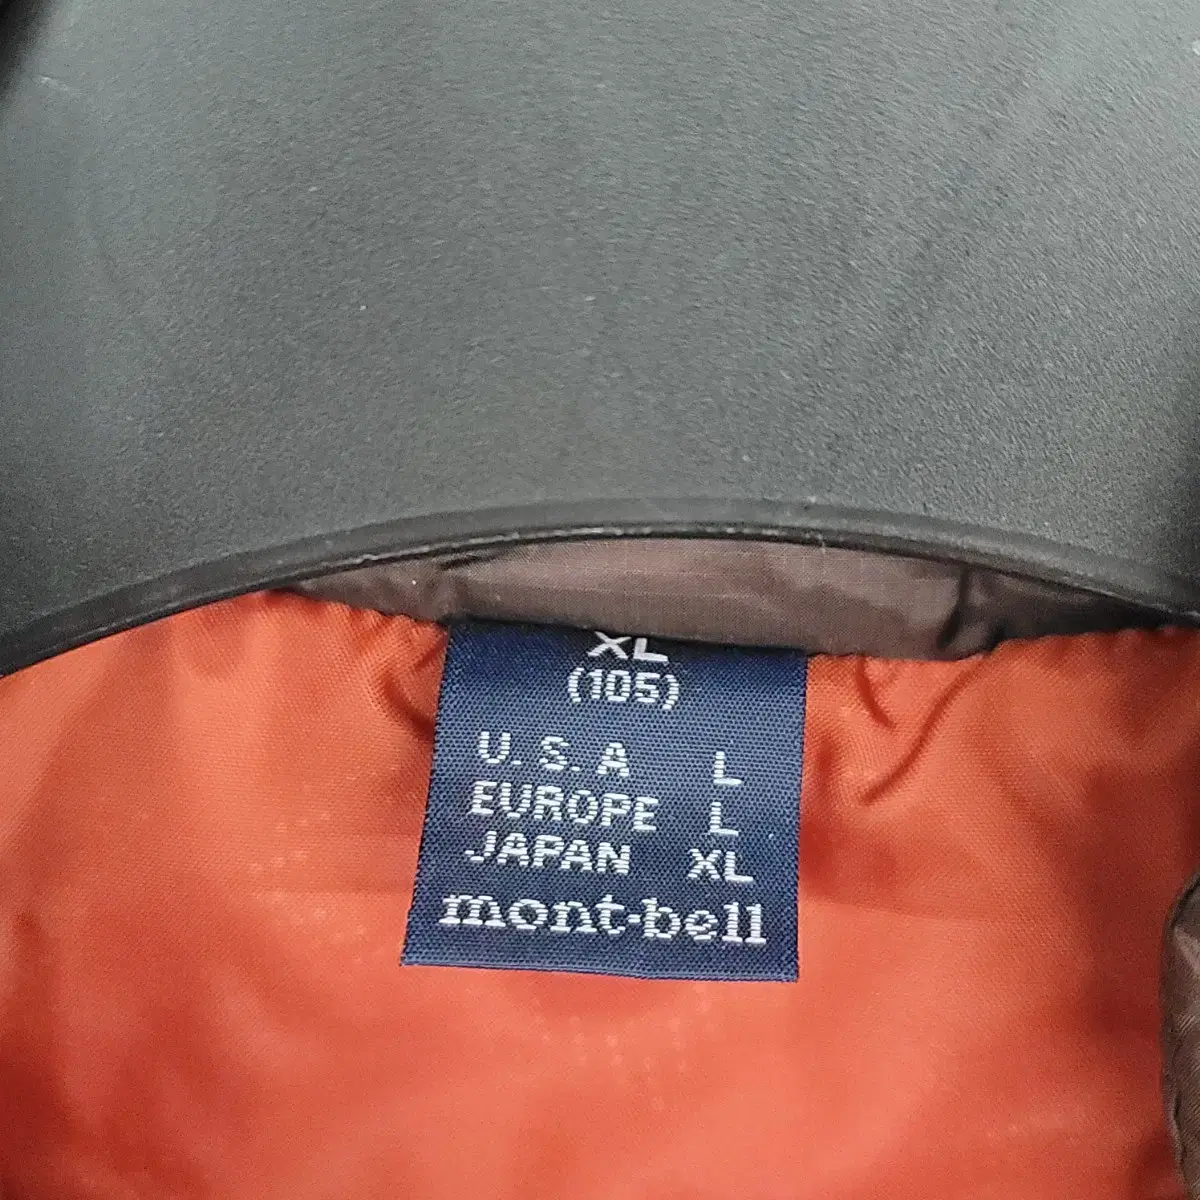 XL
(105)
U.S.A L
EUROPE L
JAPAN XL
mont-bell